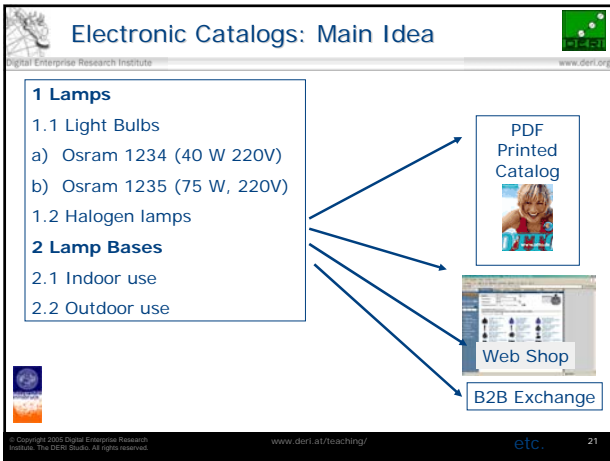 Electronic Catalogs: Main Idea
DERI
Digital Enterprise Research Institute
www.deri.org
1 Lamps
1.1 Light Bulbs
a) Osram 1234 (40 W 220V)
b) Osram 1235 (75 W, 220V)
1.2 Halogen lamps
2 Lamp Bases
2.1 Indoor use
2.2 Outdoor use
PDF
Printed
Catalog
Web Shop
B2B Exchange
etc.
© Copyright 2005 Digital Enterprise Research
Institute. The DERI Studio. All rights reserved.
www.deri.at/teaching/
21